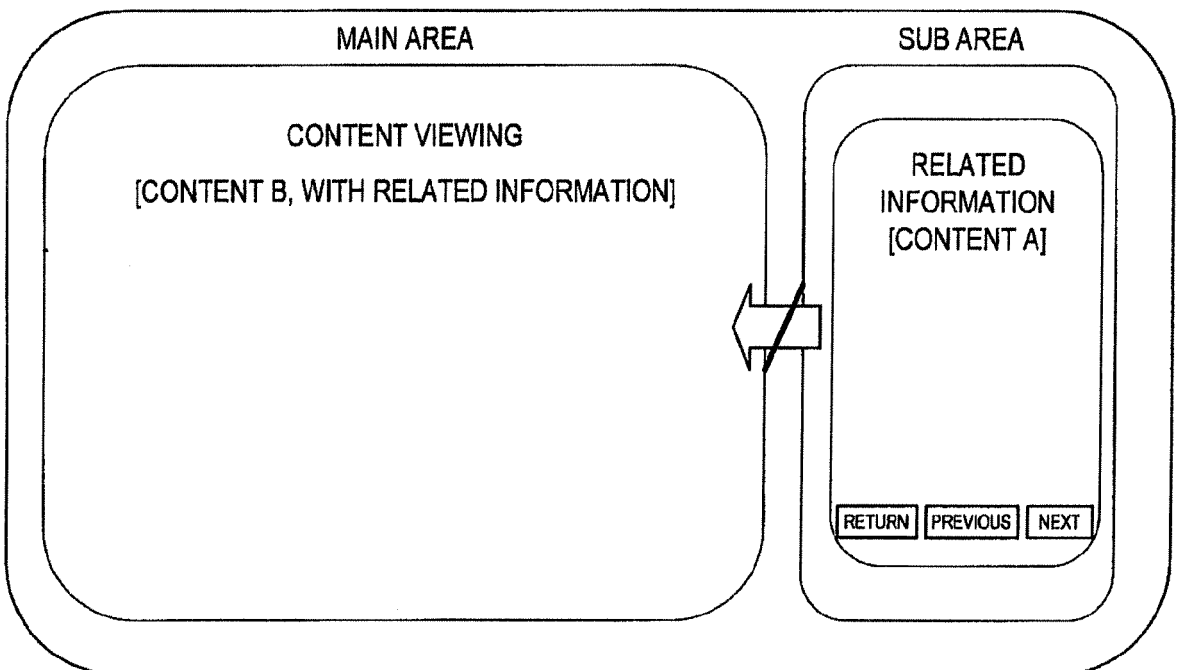 MAIN AREA
SUB AREA
CONTENT VIEWING
[CONTENT B, WITH RELATED INFORMATION]
RELATED
INFORMATION
[CONTENT A]
RETURN
PREVIOUS
NEXT